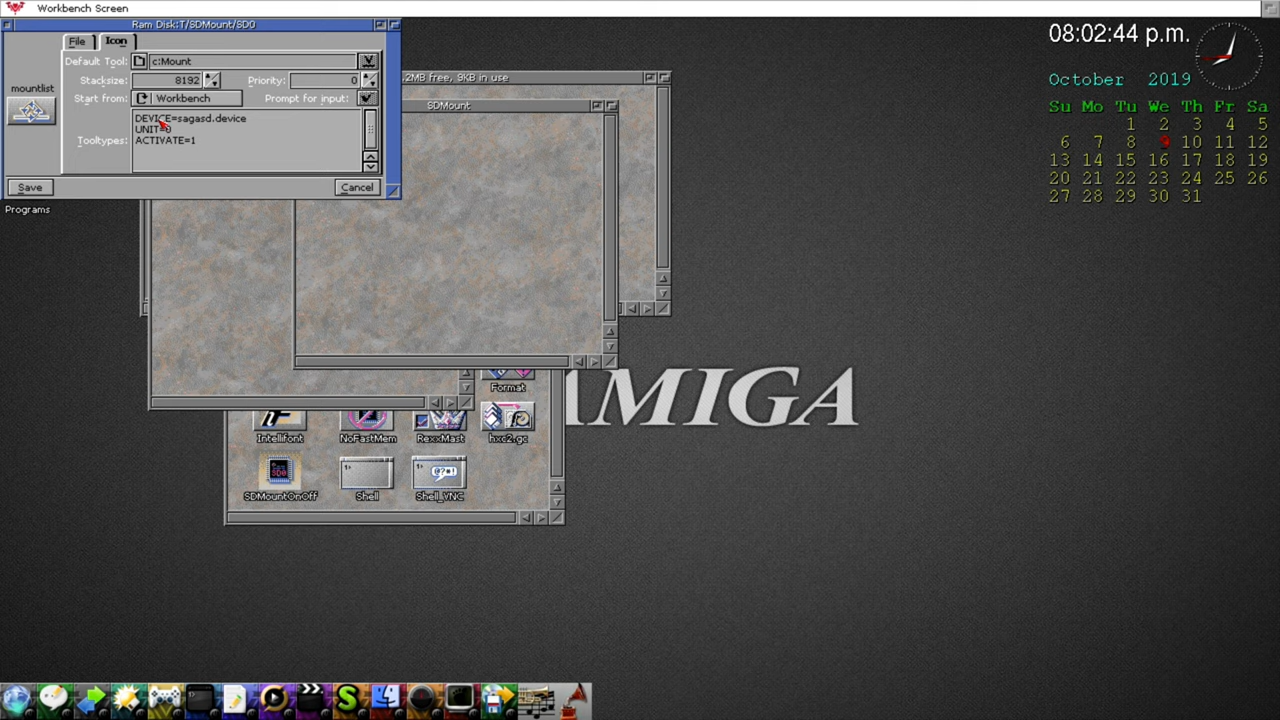 Workbench Screen
Ram Disk:T/SDMount/SD0
File
Icon
Default Tool: c:Mount
Stacksize: 8192
Priority: 0
mountlist
Start from: Workbench
Prompt for input:
DEVICE=sagasd.device
UNIT=0
Tooltypes: ACTIVATE=1
Save
Cancel
Programs
2MB free, 9KB in use
SDMount
Format
Intellifont
NoFastMem
RexxMast
hxc2.gc
SDMountOnOff
Shell
Shell_VNC
AMIGA
08:02:44 p.m.
October 2019
Su Mo Tu We Th Fr Sa
1 2 3 4 5
6 7 8 9 10 11 12
13 14 15 16 17 18 19
20 21 22 23 24 25 26
27 28 29 30 31